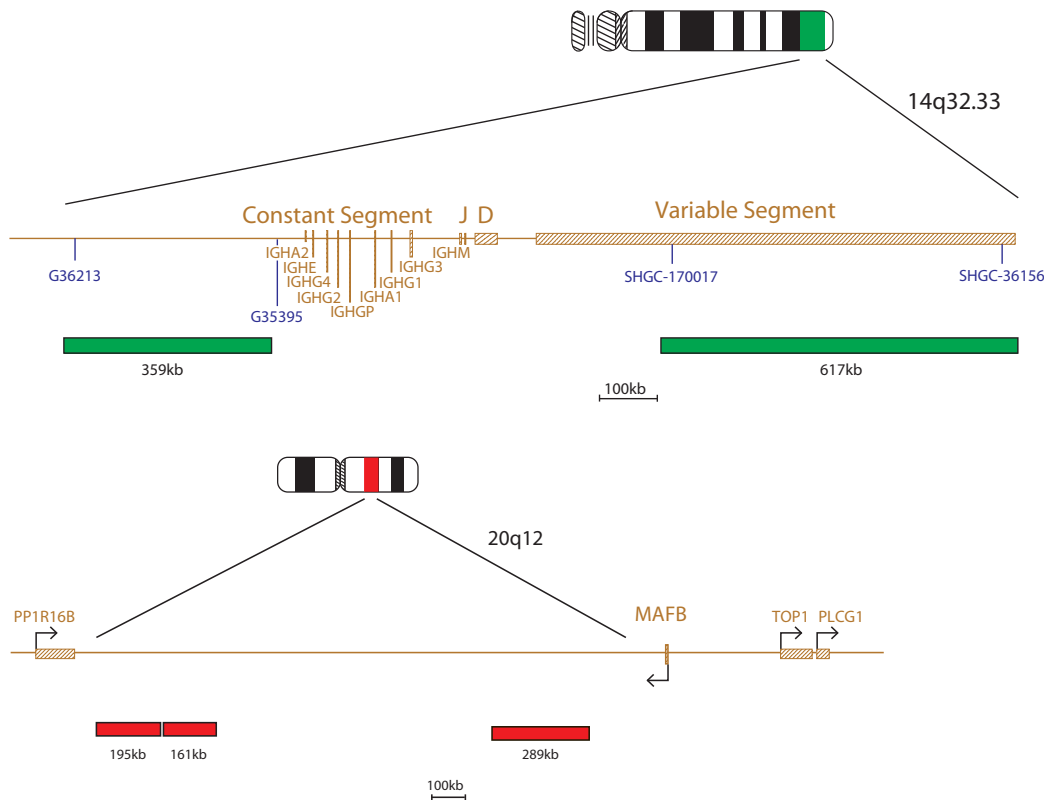 14q32.33
Constant Segment J D Variable Segment
IGHA2
IGHE
IGHG4
IGHG2
IGHGP
IGHA1
IGHG1
IGHG3
IGHM
G36213
G35395
SHGC-170017
SHGC-36156
359kb
617kb
100kb
20q12
PP1R16B
MAFB
TOP1
PLCG1
195kb
161kb
289kb
100kb